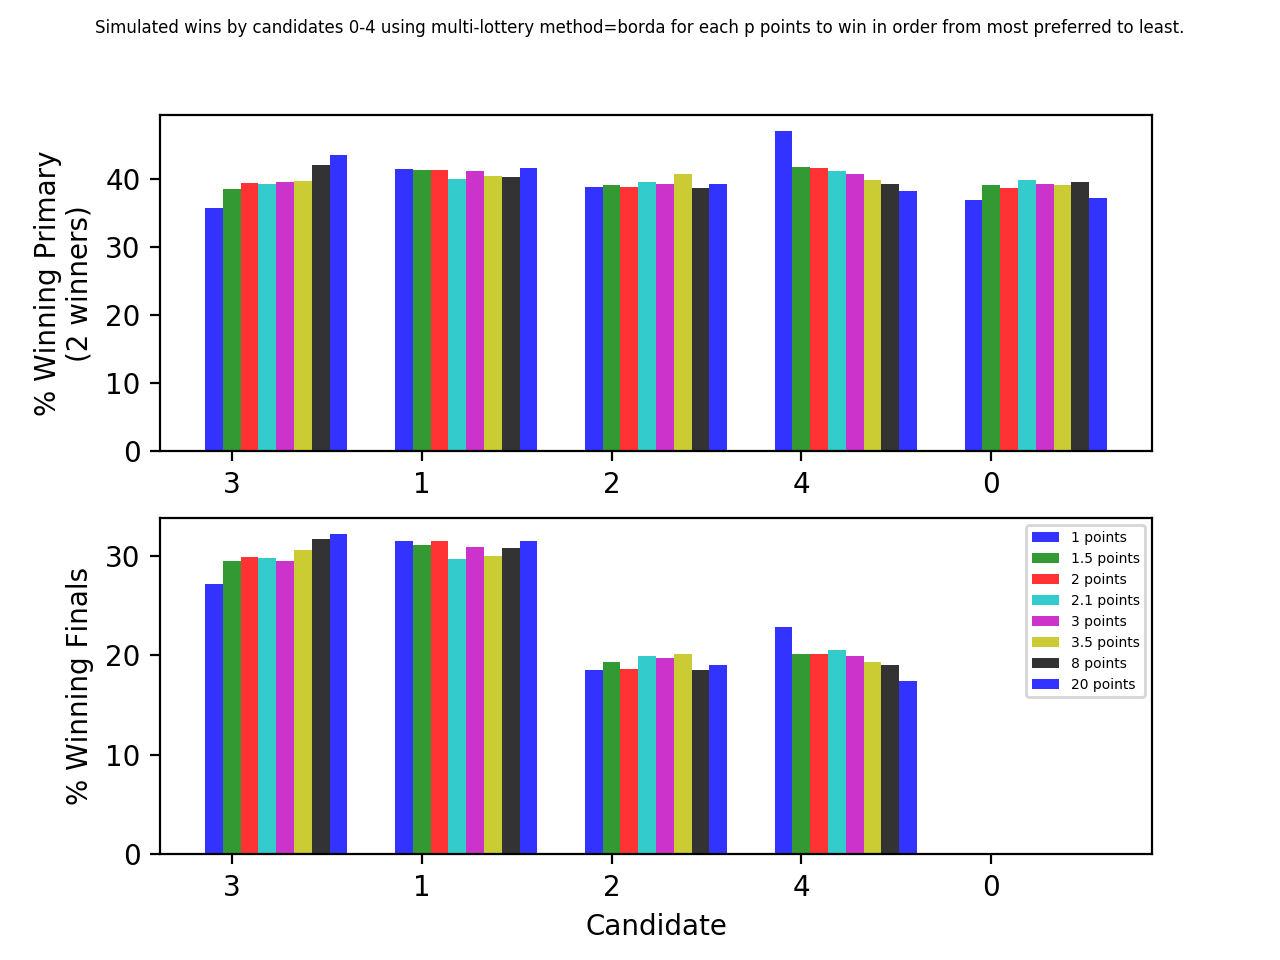 Simulated wins by candidates 0-4 using multi-lottery method=borda for each p points to win in order from most preferred to least.
% Winning Primary
(2 winners)
40
30
20
10
0
3 1 2 4 0
% Winning Finals
30
20
10
0
1 points
1.5 points
2 points
2.1 points
3 points
3.5 points
8 points
20 points
3 1 2 4 0
Candidate